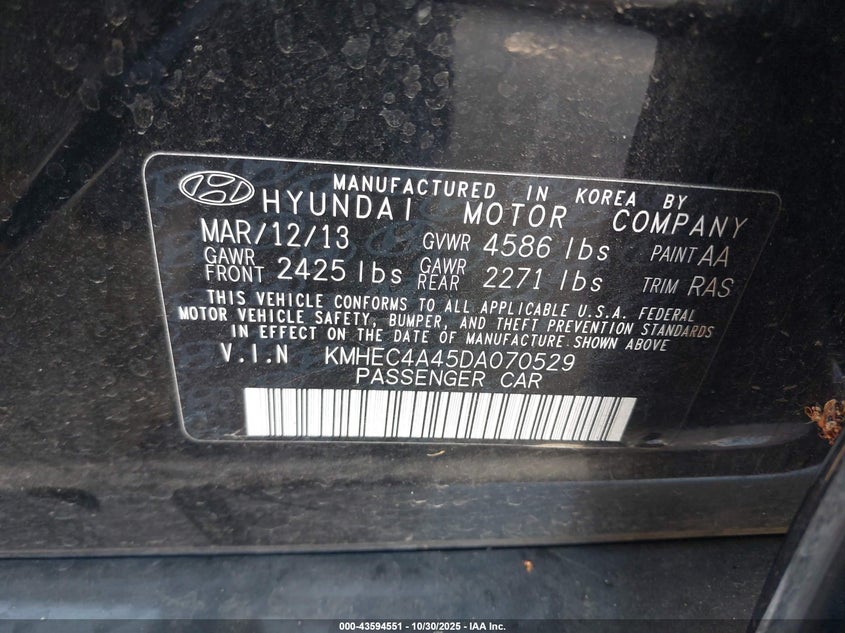 MANUFACTURED IN KOREA BY
HYUNDAI MOTOR COMPANY
MAR/12/13 GVWR 4586 lbs PAINT AA
GAWR FRONT 2425 lbs GAWR REAR 2271 lbs TRIM RAS
THIS VEHICLE CONFORMS TO ALL APPLICABLE U.S.A. FEDERAL
MOTOR VEHICLE SAFETY, BUMPER, AND THEFT PREVENTION STANDARDS
IN EFFECT ON THE DATE OF MANUFACTURE SHOWN ABOVE
V.I.N KMHEC4A45DA070529
PASSENGER CAR
000-43594551 - 10/30/2025 - IAA Inc.